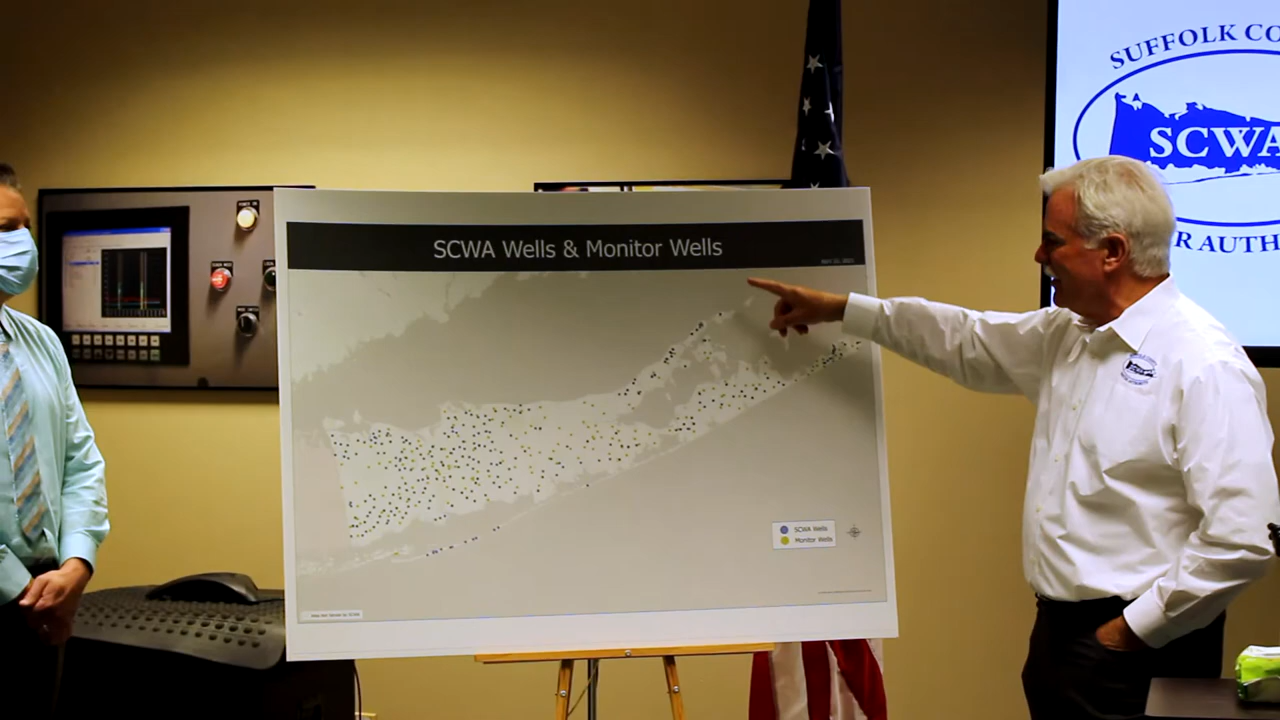 SUFFOLK CO
SCWA
R AUTH
SCWA Wells & Monitor Wells
SCWA Wells
Monitor Wells